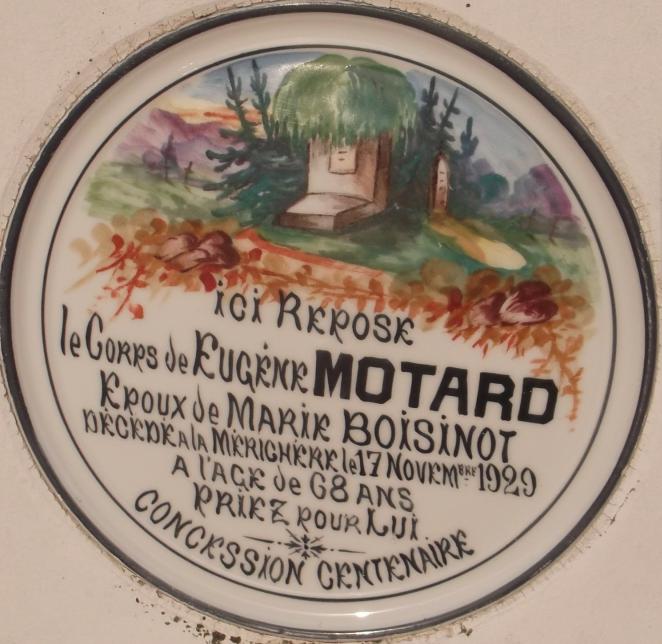 ici REPOSE
le CORPS de EUGÈNE MOTARD
EPOUX de MARIE BOISINOT
DÉCÉDÉ A la MÉRICHÈRE le 17 NOVEMBRE 1929
A l'AGE de 68 ANS
PRIEZ POUR LUI
CONCESSION CENTENAIRE